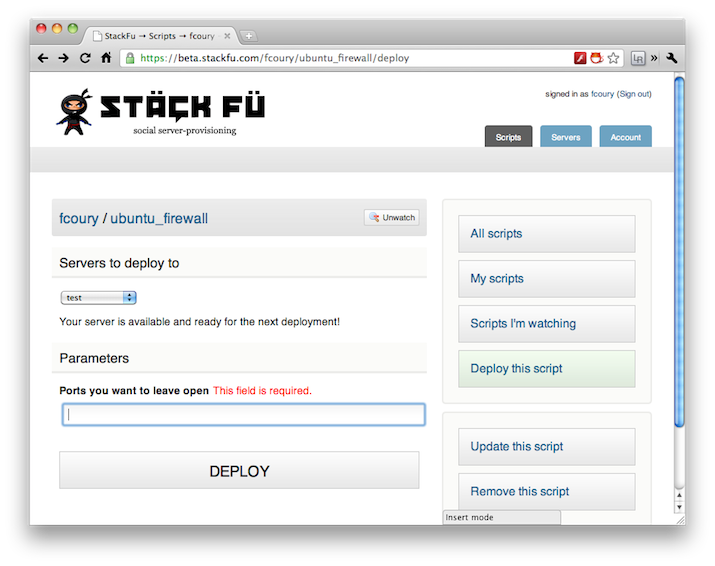 StackFu → Scripts → fcoury
https://beta.stackfu.com/fcoury/ubuntu_firewall/deploy
STÄÇK FÜ
social server-provisioning
signed in as fcoury (Sign out)
Scripts
Servers
Account
fcoury / ubuntu_firewall
Unwatch
Servers to deploy to
test
Your server is available and ready for the next deployment!
Parameters
Ports you want to leave open This field is required.
DEPLOY
All scripts
My scripts
Scripts I'm watching
Deploy this script
Update this script
Remove this script
Insert mode